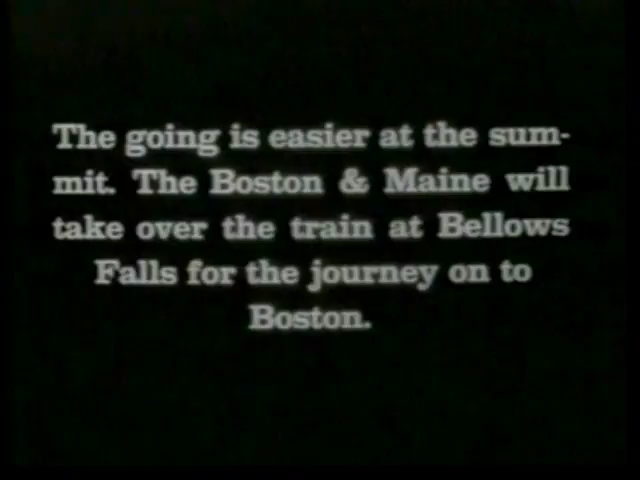 The going is easier at the sum-
mit. The Boston & Maine will
take over the train at Bellows
Falls for the journey on to
Boston.